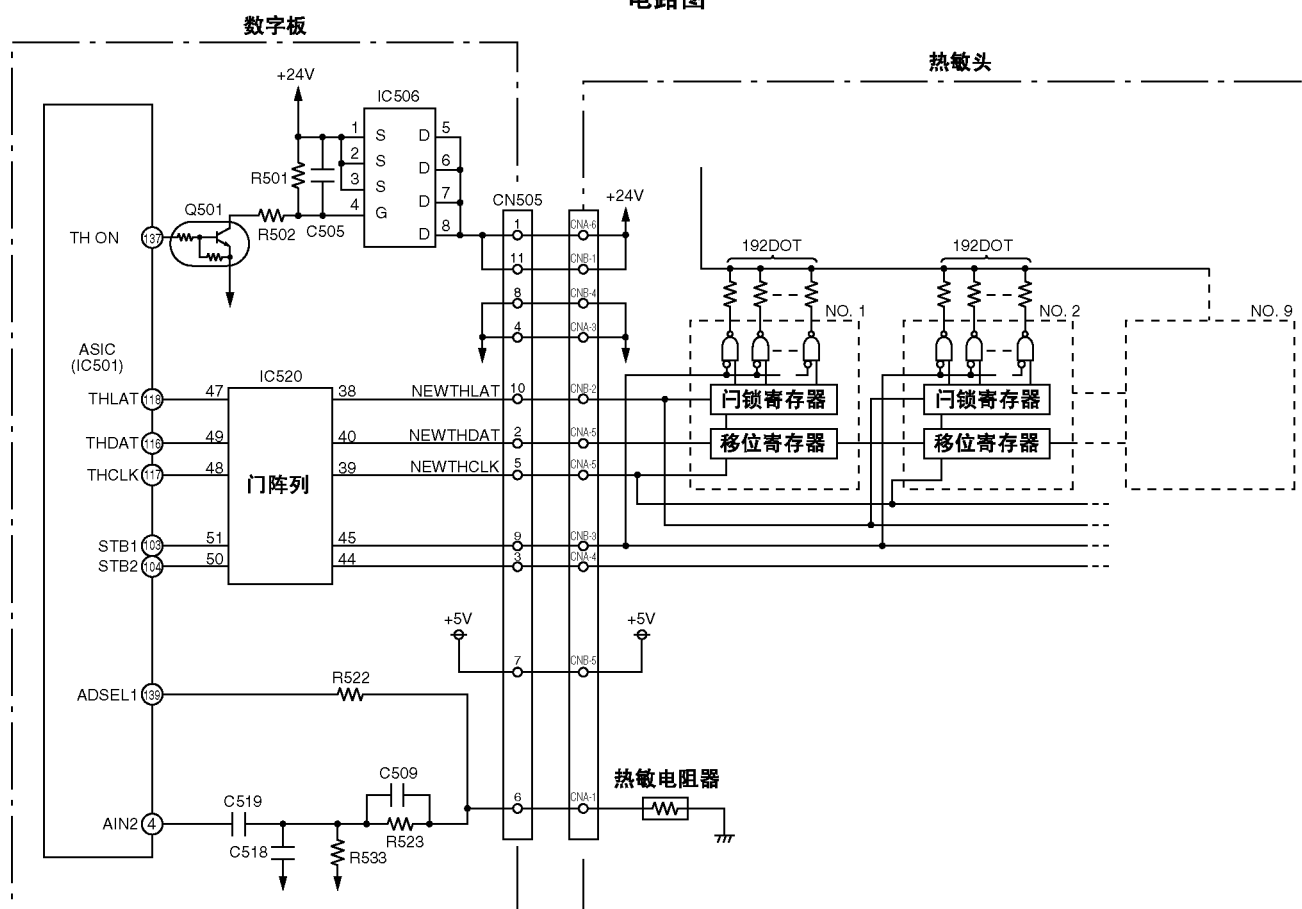 电路图
数字板
热敏头
+24V
IC506
1 S D 5
2 S D 6
3 S D 7
4 G D 8
R501
C505
R502
Q501
TH ON 137
CN505
+24V
1 CNA-6
11 CNB-1
8 CNB-4
4 CNA-3
192DOT
192DOT
NO. 1
NO. 2
NO. 9
ASIC
(IC501)
IC520
门阵列
THLAT 118 47 38 NEWTHLAT 10 CNB-2
闩锁寄存器
闩锁寄存器
THDAT 116 49 40 NEWTHDAT 2 CNA-5
移位寄存器
移位寄存器
THCLK 117 48 39 NEWTHCLK 5 CNA-5
STB1 103 51 45 9 CNB-3
STB2 104 50 44 3 CNA-4
+5V
+5V
7 CNB-5
ADSEL1 139
R522
热敏电阻器
C509
6 CNA-1
C519
AIN2 4
R523
C518
R533